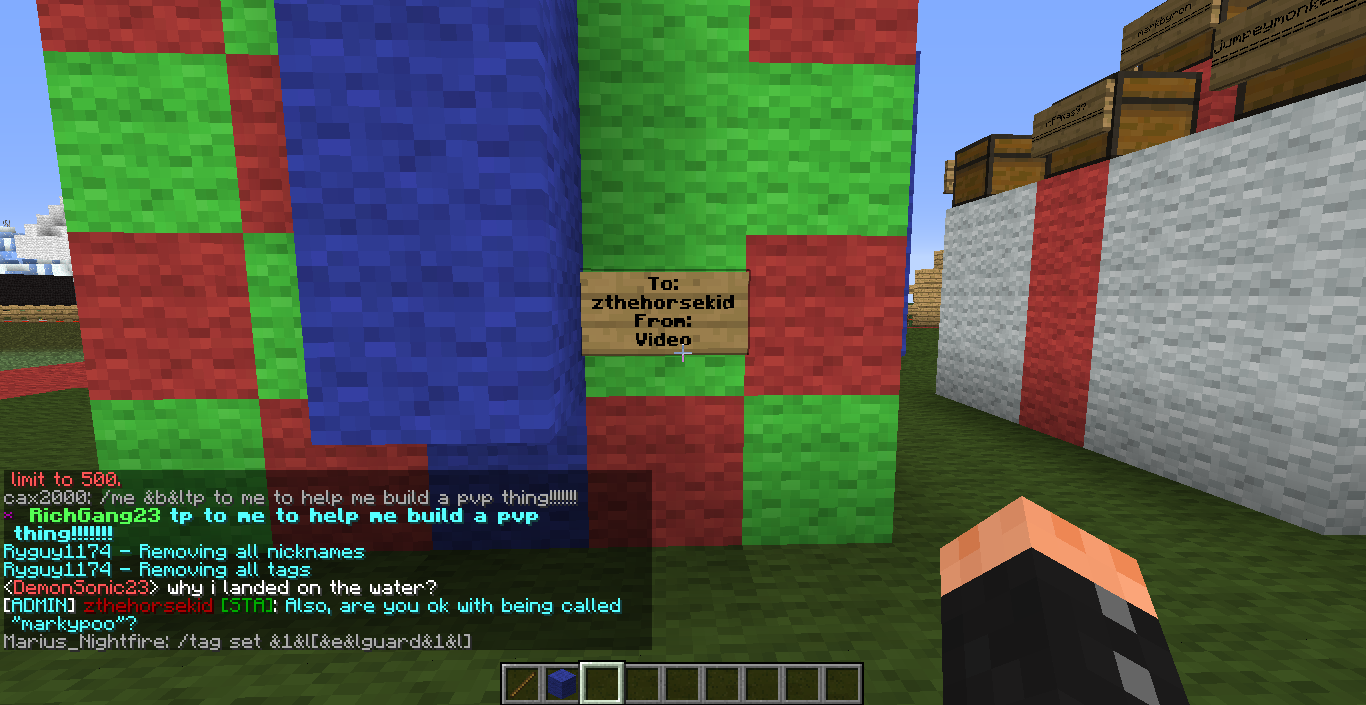 Markbyron
jumpeymonkey
To:
zthehorsekid
From:
Video
limit to 500.
cax2000: /me &b&ltp to me to help me build a pvp thing!!!!!!!
* RichGang23 tp to me to help me build a pvp
thing!!!!!!!
Ryguy1174 - Removing all nicknames
Ryguy1174 - Removing all tags
<DemonSonic23> why i landed on the water?
[ADMIN] zthehorsekid [STA]: Also, are you ok with being called
"markypoo"?
Marius_Nightfire: /tag set &1&l[&e&lguard&1&l]